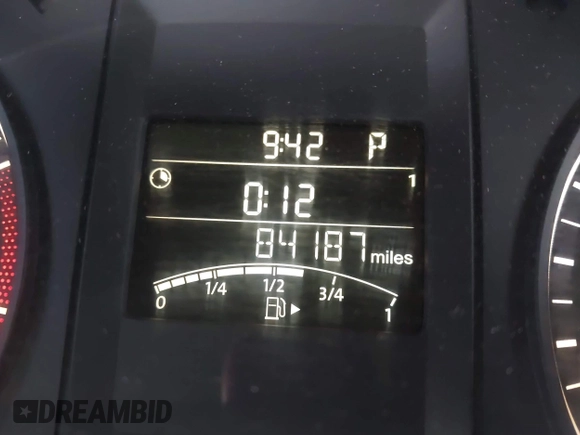 9:42 P
1
0:12
84187 miles
0 1/4 1/2 3/4 1
DREAMBID